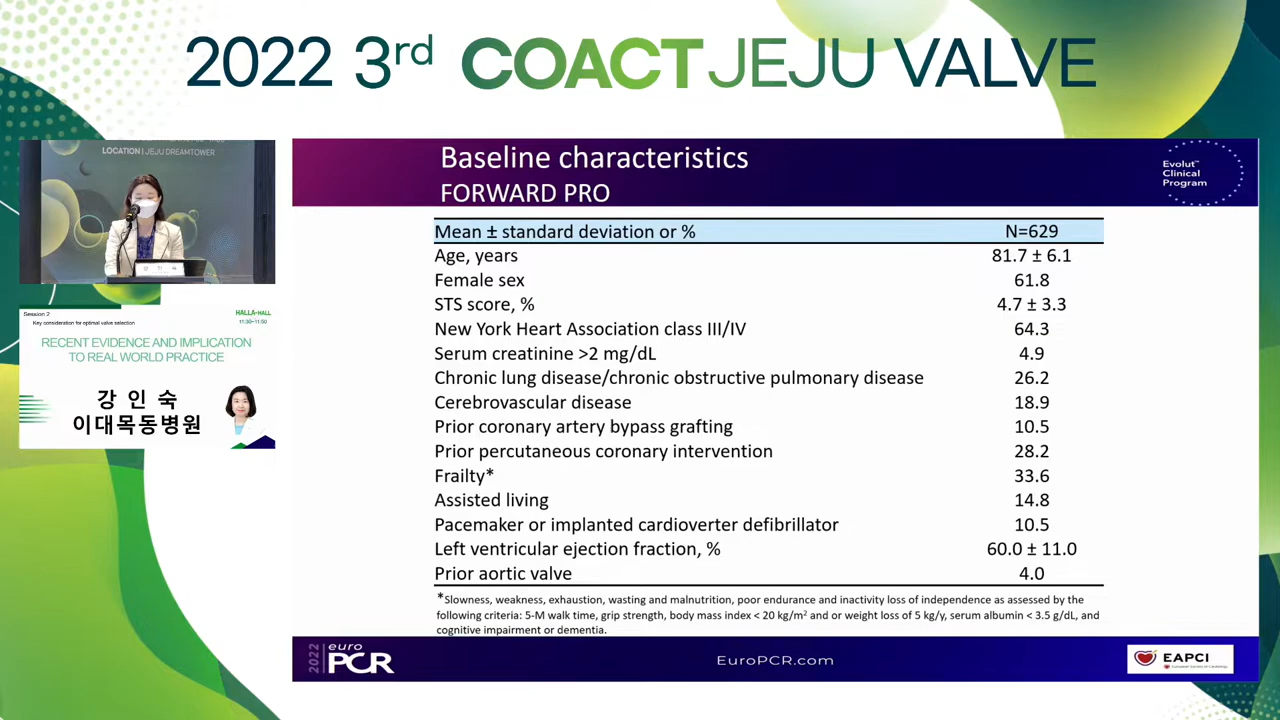 2022 3rd COACT JEJU VALVE
LOCATION | JEJU DREAMTOWER
강 인 숙
Session 2
Key consideration for optimal valve selection
HALLA-HALL
11:30~11:50
RECENT EVIDENCE AND IMPLICATION
TO REAL WORLD PRACTICE
강 인 숙
이대목동병원
Baseline characteristics
FORWARD PRO
Evolut™
Clinical
Program
Mean ± standard deviation or % N=629
Age, years 81.7 ± 6.1
Female sex 61.8
STS score, % 4.7 ± 3.3
New York Heart Association class III/IV 64.3
Serum creatinine >2 mg/dL 4.9
Chronic lung disease/chronic obstructive pulmonary disease 26.2
Cerebrovascular disease 18.9
Prior coronary artery bypass grafting 10.5
Prior percutaneous coronary intervention 28.2
Frailty* 33.6
Assisted living 14.8
Pacemaker or implanted cardioverter defibrillator 10.5
Left ventricular ejection fraction, % 60.0 ± 11.0
Prior aortic valve 4.0
*Slowness, weakness, exhaustion, wasting and malnutrition, poor endurance and inactivity loss of independence as assessed by the
following criteria: 5-M walk time, grip strength, body mass index < 20 kg/m² and or weight loss of 5 kg/y, serum albumin < 3.5 g/dL, and
cognitive impairment or dementia.
2022 euro
PCR
EuroPCR.com
EAPCI